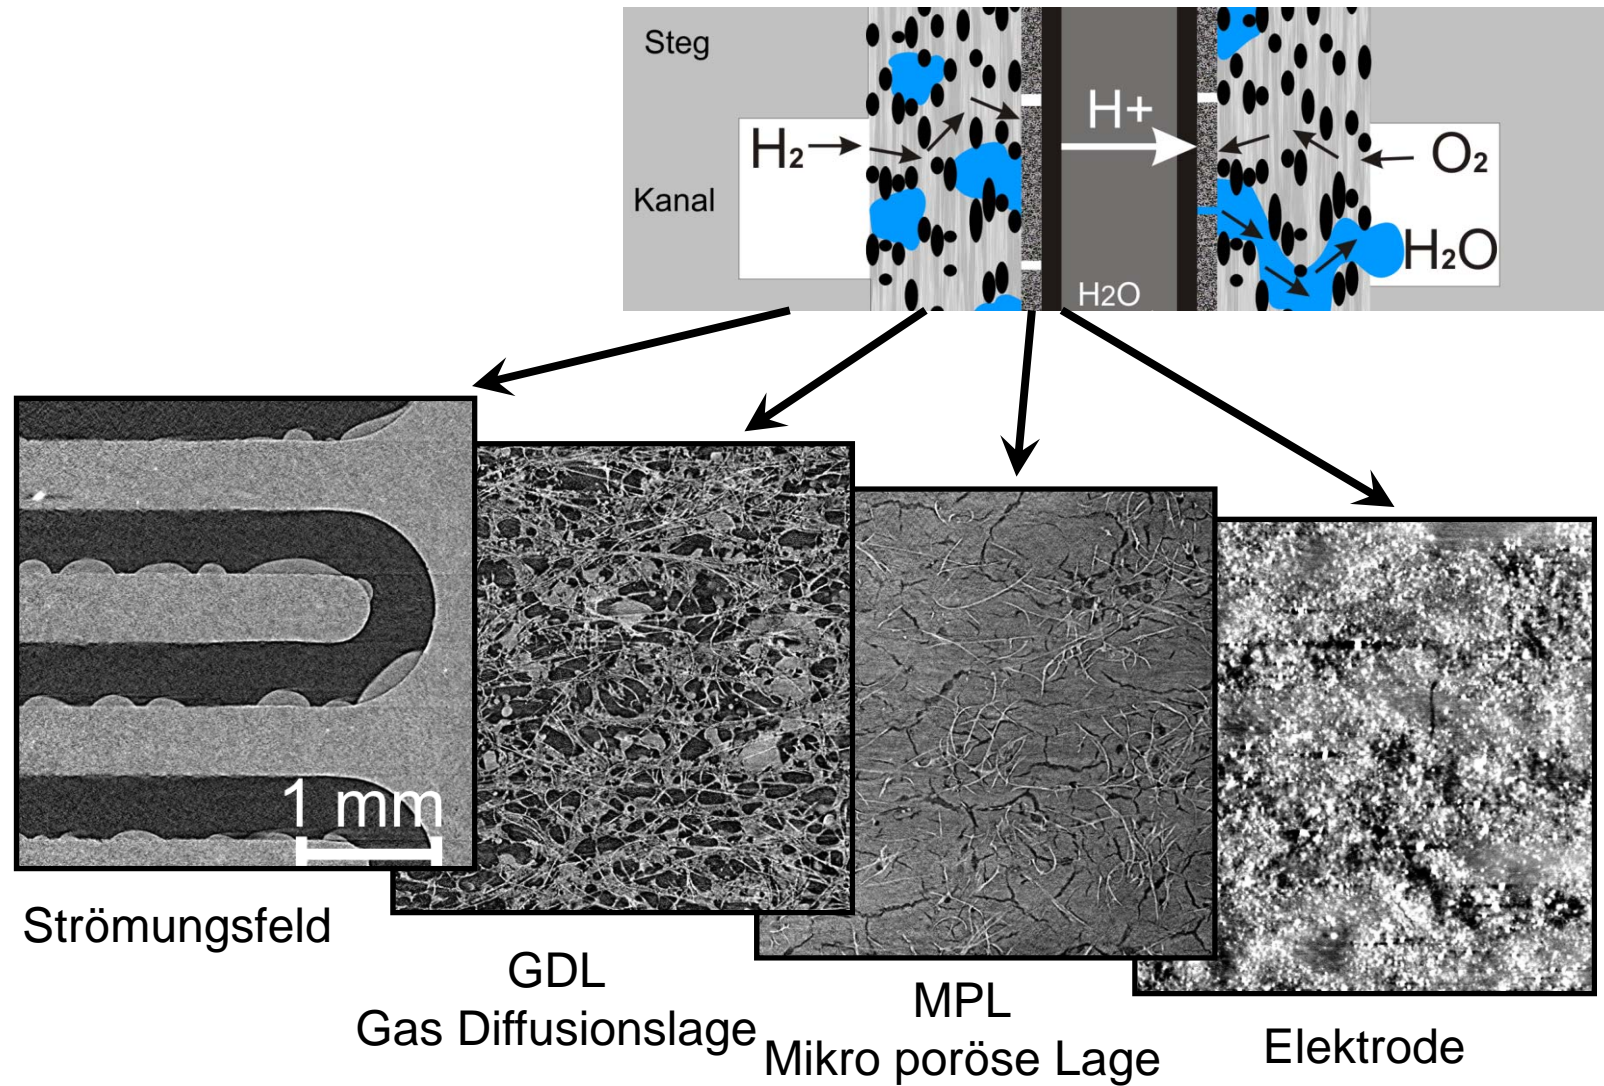 Steg
H+
H₂
O₂
Kanal
H₂O
H2O
1 mm
Strömungsfeld
GDL
Gas Diffusionslage
MPL
Mikro poröse Lage
Elektrode